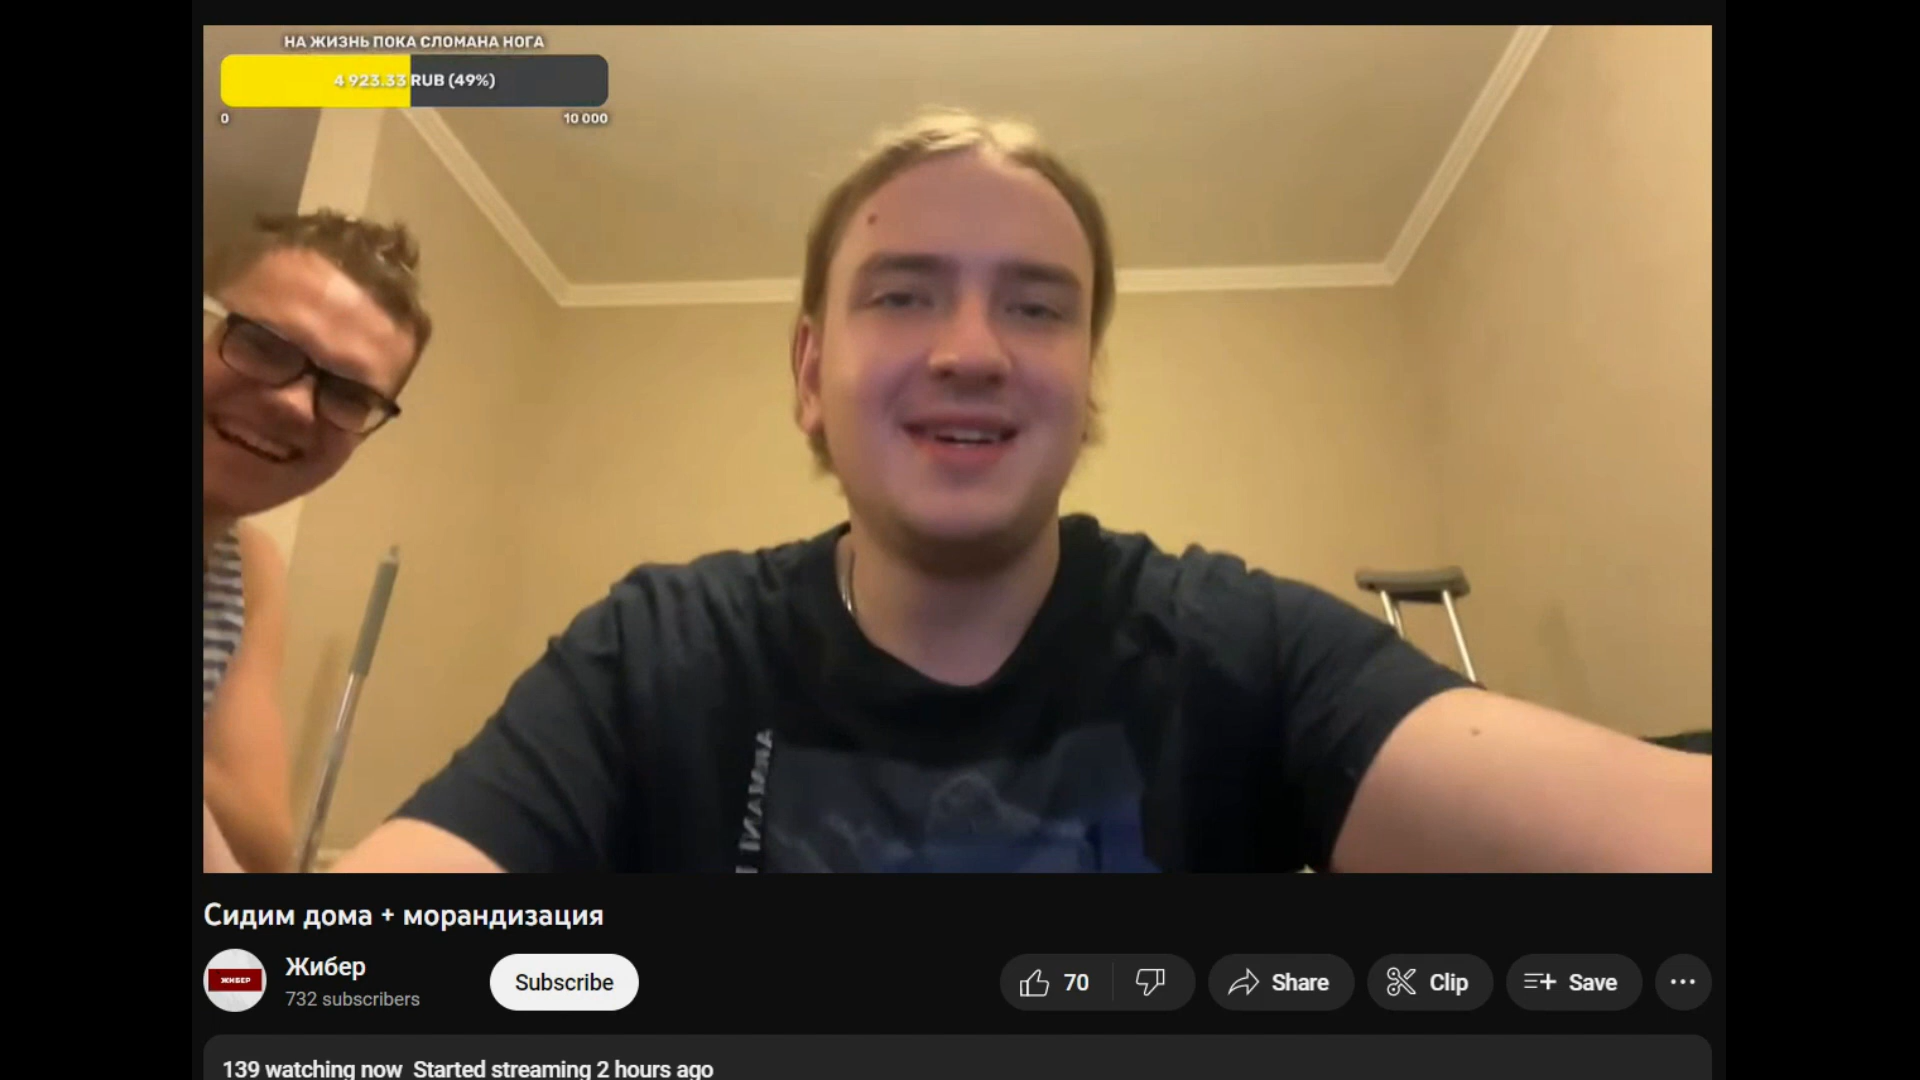 НА ЖИЗНЬ ПОКА СЛОМАНА НОГА
4 923.33 RUB (49%)
0
10 000
Сидим дома + морандизация
ЖИБЕР
Жибер
732 subscribers
Subscribe
70
Share
Clip
Save
139 watching now Started streaming 2 hours ago